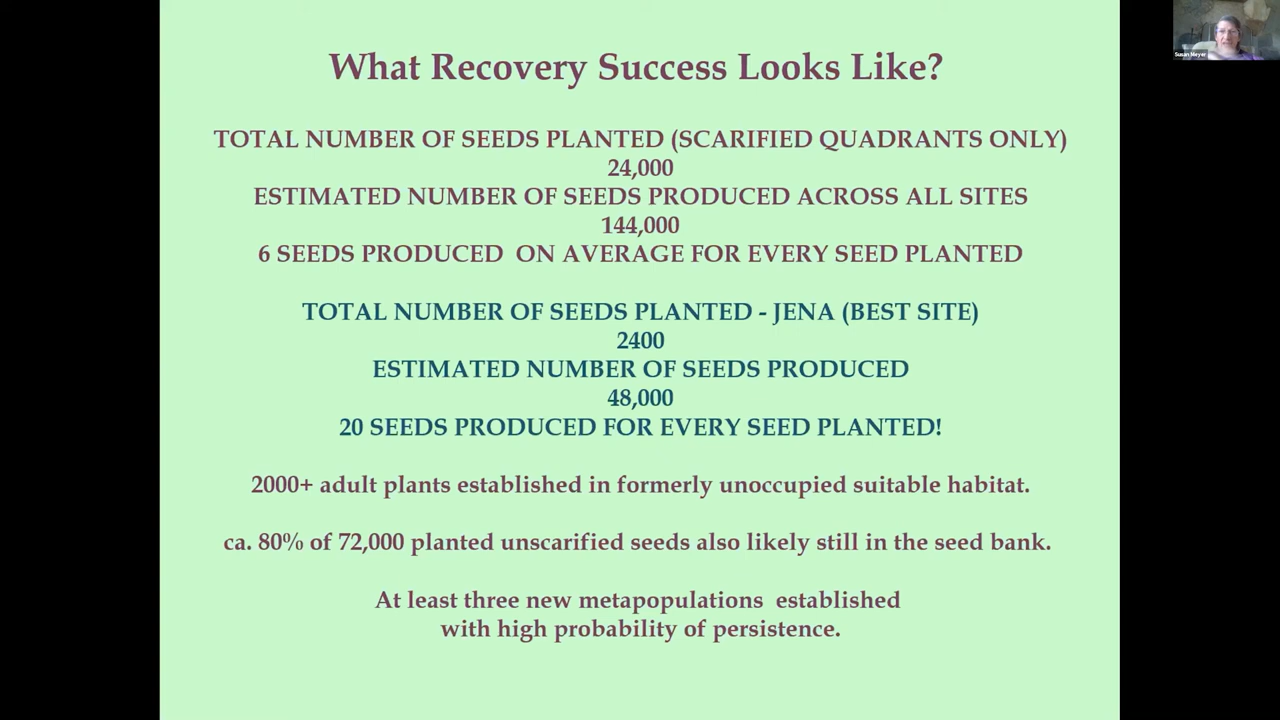 Susan Meyer
What Recovery Success Looks Like?
TOTAL NUMBER OF SEEDS PLANTED (SCARIFIED QUADRANTS ONLY)
24,000
ESTIMATED NUMBER OF SEEDS PRODUCED ACROSS ALL SITES
144,000
6 SEEDS PRODUCED ON AVERAGE FOR EVERY SEED PLANTED
TOTAL NUMBER OF SEEDS PLANTED - JENA (BEST SITE)
2400
ESTIMATED NUMBER OF SEEDS PRODUCED
48,000
20 SEEDS PRODUCED FOR EVERY SEED PLANTED!
2000+ adult plants established in formerly unoccupied suitable habitat.
ca. 80% of 72,000 planted unscarified seeds also likely still in the seed bank.
At least three new metapopulations established
with high probability of persistence.